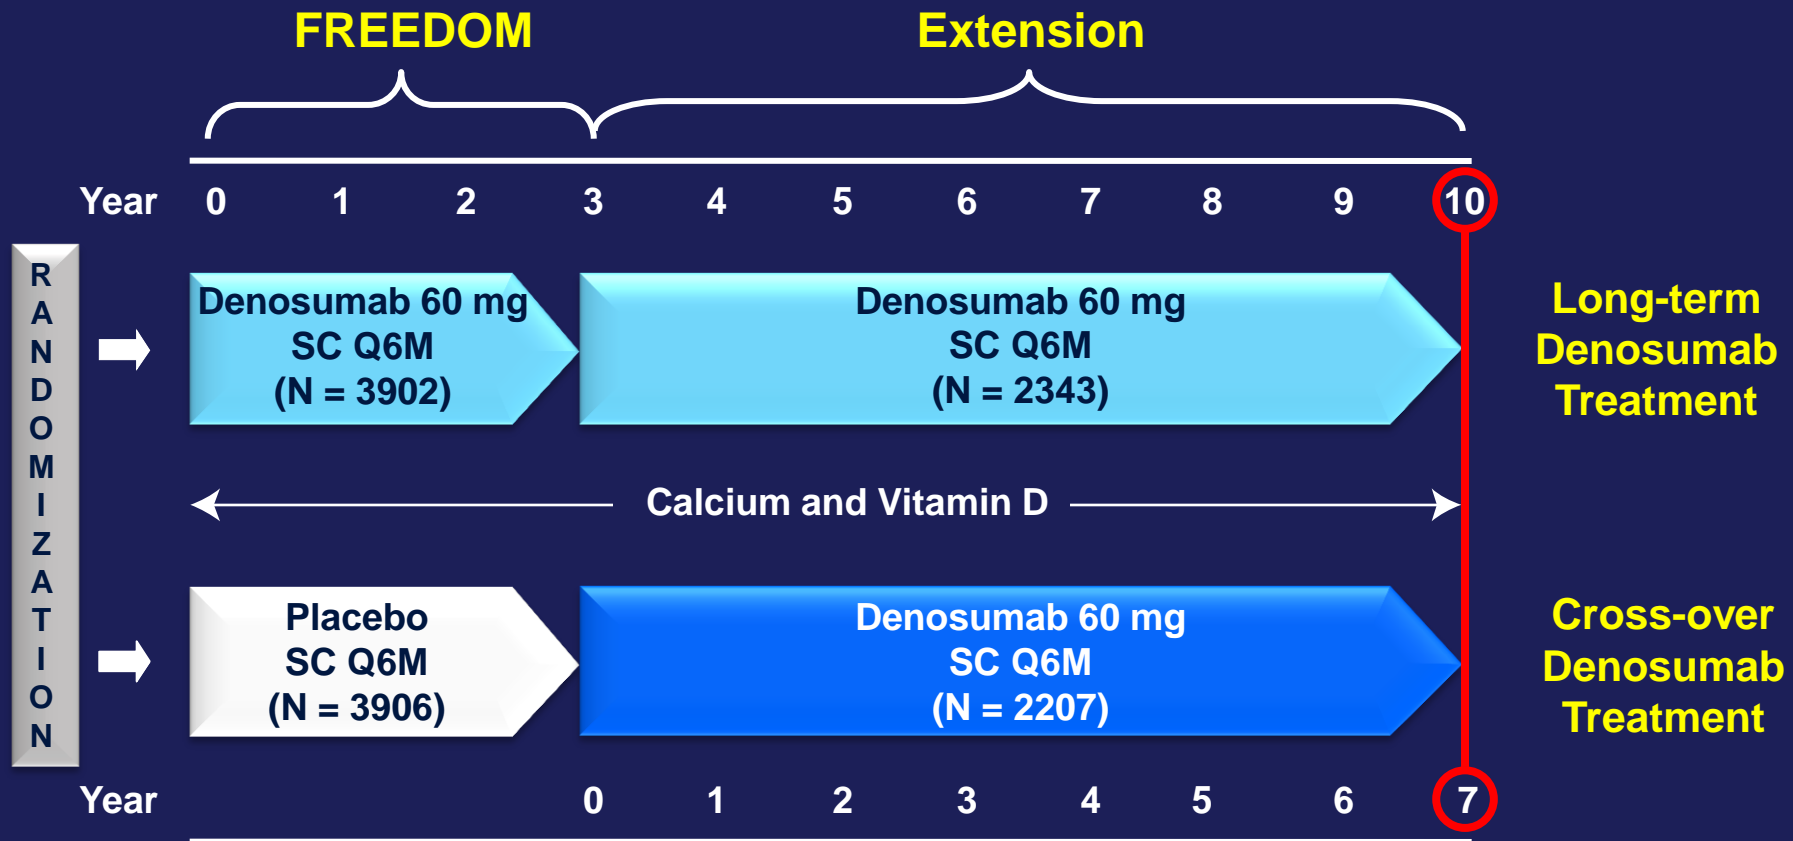 FREEDOM Extension
Year 0 1 2 3 4 5 6 7 8 9 10
RANDOMIZATION
Denosumab 60 mg
SC Q6M
(N = 3902)
Denosumab 60 mg
SC Q6M
(N = 2343)
Long-term
Denosumab
Treatment
Calcium and Vitamin D
Placebo
SC Q6M
(N = 3906)
Denosumab 60 mg
SC Q6M
(N = 2207)
Cross-over
Denosumab
Treatment
Year 0 1 2 3 4 5 6 7